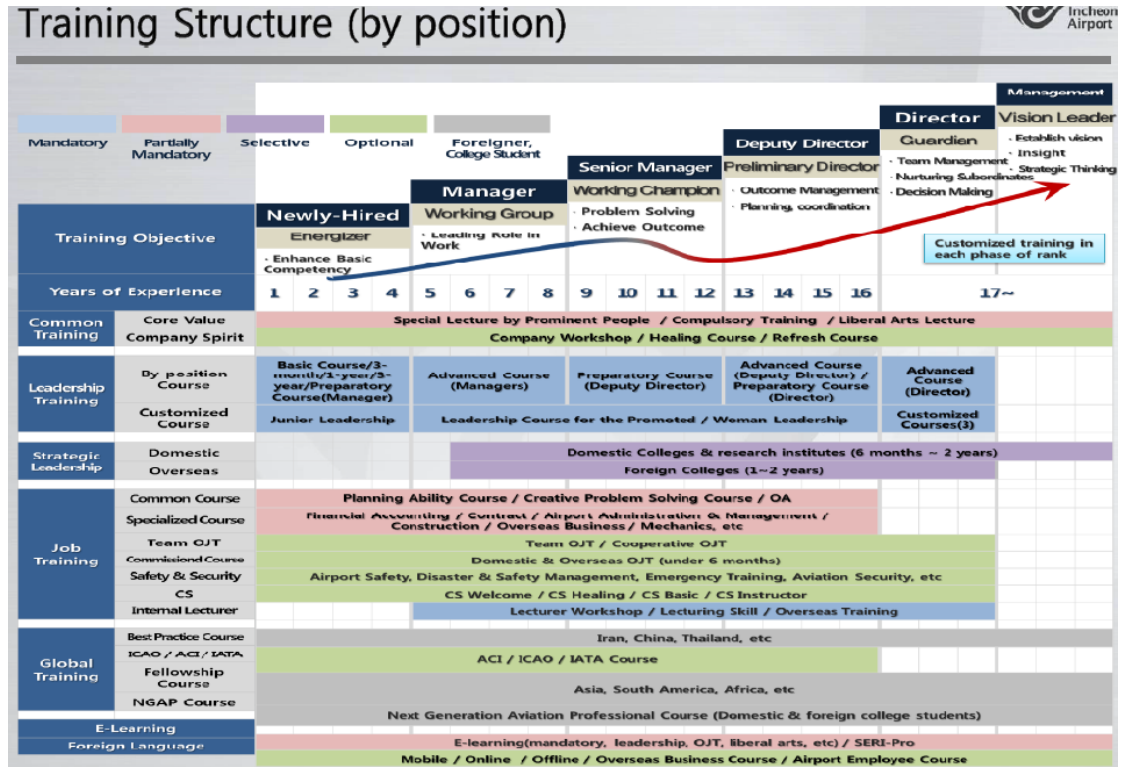 Training Structure (by position)
Incheon
Airport
Mandatory
Partially
Mandatory
Selective
Optional
Foreigner,
College Student
Newly-Hired
Energizer
· Enhance Basic
Competency
Manager
Working Group
· Leading Role in
Work
Senior Manager
Working Champion
· Problem Solving
· Achieve Outcome
Deputy Director
Preliminary Director
· Outcome Management
· Planning, coordination
Director
Guardian
· Team Management
· Nurturing Subordinates
· Decision Making
Management
Vision Leader
· Establish vision
· Insight
· Strategic Thinking
Customized training in
each phase of rank
Training Objective
Years of Experience
1 2 3 4 5 6 7 8 9 10 11 12 13 14 15 16 17~
Common
Training
Core Value
Special Lecture by Prominent People / Compulsory Training / Liberal Arts Lecture
Company Spirit
Company Workshop / Healing Course / Refresh Course
Leadership
Training
By position
Course
Basic Course/3-
month/1-year/3-
year/Preparatory
Course(Manager)
Advanced Course
(Managers)
Preparatory Course
(Deputy Director)
Advanced Course
(Deputy Director) /
Preparatory Course
(Director)
Advanced
Course
(Director)
Customized
Course
Junior Leadership
Leadership Course for the Promoted / Woman Leadership
Customized
Courses(3)
Strategic
Leadership
Domestic
Domestic Colleges & research institutes (6 months ~ 2 years)
Overseas
Foreign Colleges (1~2 years)
Job
Training
Common Course
Planning Ability Course / Creative Problem Solving Course / OA
Specialized Course
Financial Accounting / Contract / Airport Administration & Management /
Construction / Overseas Business / Mechanics, etc
Team OJT
Team OJT / Cooperative OJT
Commissiond Course
Domestic & Overseas OJT (under 6 months)
Safety & Security
Airport Safety, Disaster & Safety Management, Emergency Training, Aviation Security, etc
CS
CS Welcome / CS Healing / CS Basic / CS Instructor
Internal Lecturer
Lecturer Workshop / Lecturing Skill / Overseas Training
Global
Training
Best Practice Course
Iran, China, Thailand, etc
ICAO / ACI / IATA
ACI / ICAO / IATA Course
Fellowship
Course
Asia, South America, Africa, etc
NGAP Course
Next Generation Aviation Professional Course (Domestic & foreign college students)
E-Learning
E-learning(mandatory, leadership, OJT, liberal arts, etc) / SERI-Pro
Foreign Language
Mobile / Online / Offline / Overseas Business Course / Airport Employee Course